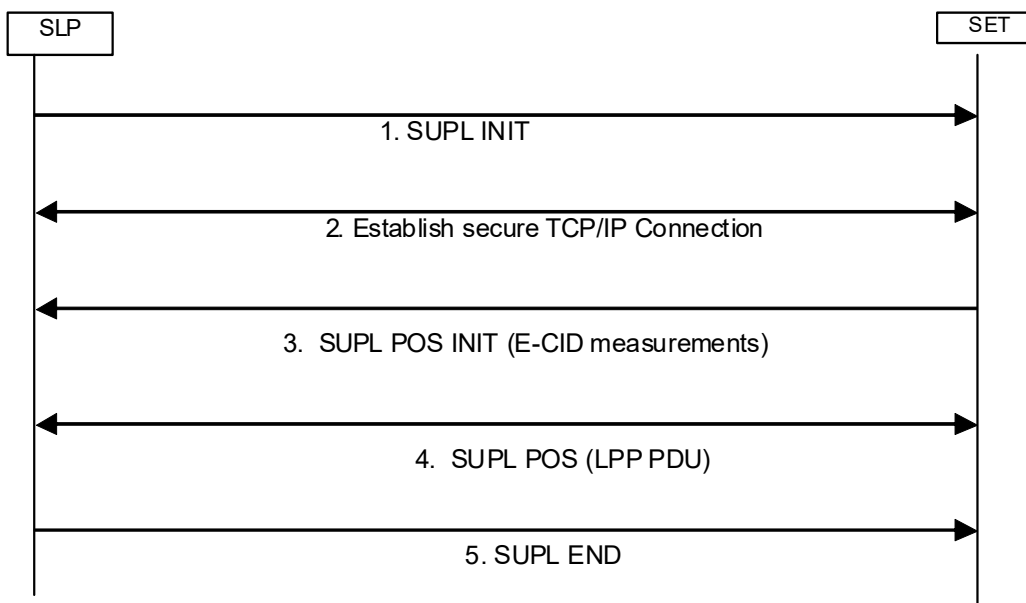 SLP
SET
1. SUPL INIT
2. Establish secure TCP/IP Connection
3. SUPL POS INIT (E-CID measurements)
4. SUPL POS (LPP PDU)
5. SUPL END